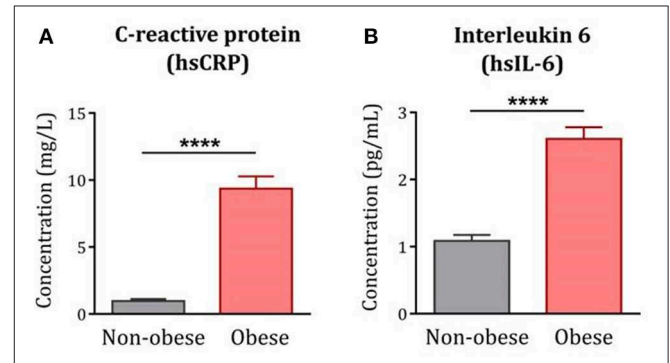 A
C-reactive protein
(hsCRP)
Concentration (mg/L)
15
10
5
0
****
Non-obese Obese
B
Interleukin 6
(hsIL-6)
Concentration (pg/mL)
3
2
1
0
****
Non-obese Obese